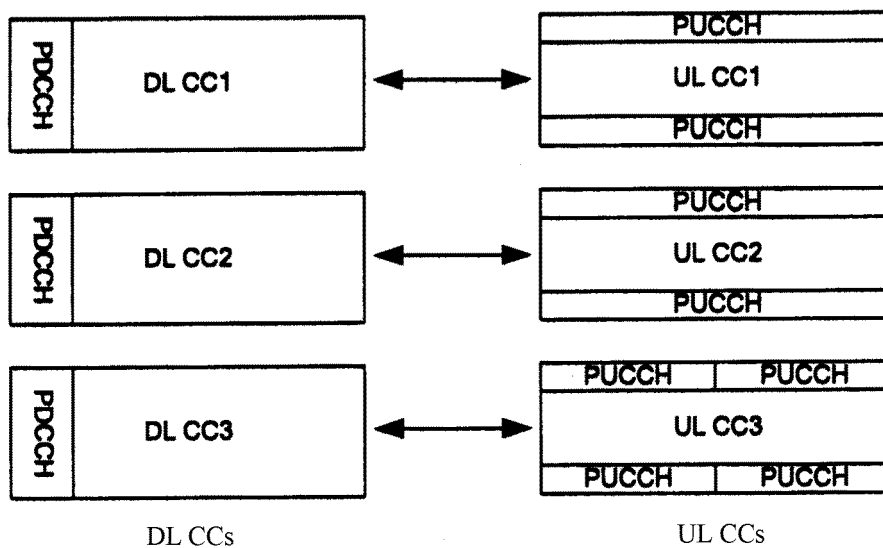 PUCCH
PDCCH DL CC1 UL CC1
PUCCH
PUCCH
PDCCH DL CC2 UL CC2
PUCCH
PUCCH PUCCH
PDCCH DL CC3 UL CC3
PUCCH PUCCH
DL CCs UL CCs